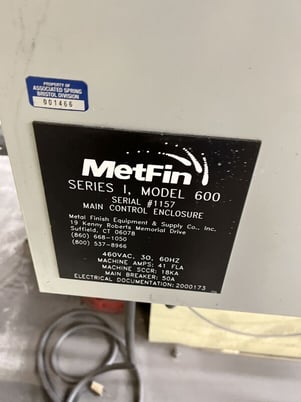 PROPERTY OF
ASSOCIATED SPRING
BRISTOL DIVISION
001466
MetFin
SERIES I, MODEL 600
SERIAL #1157
MAIN CONTROL ENCLOSURE
Metal Finish Equipment & Supply Co., Inc.
19 Kenny Roberts Memorial Drive
Suffield, CT 06078
(860) 668-1050
(800) 537-8966
460VAC, 30, 60HZ
MACHINE AMPS: 41 FLA
MACHINE SCCR: 18KA
MAIN BREAKER: 50A
ELECTRICAL DOCUMENTATION: 2000173